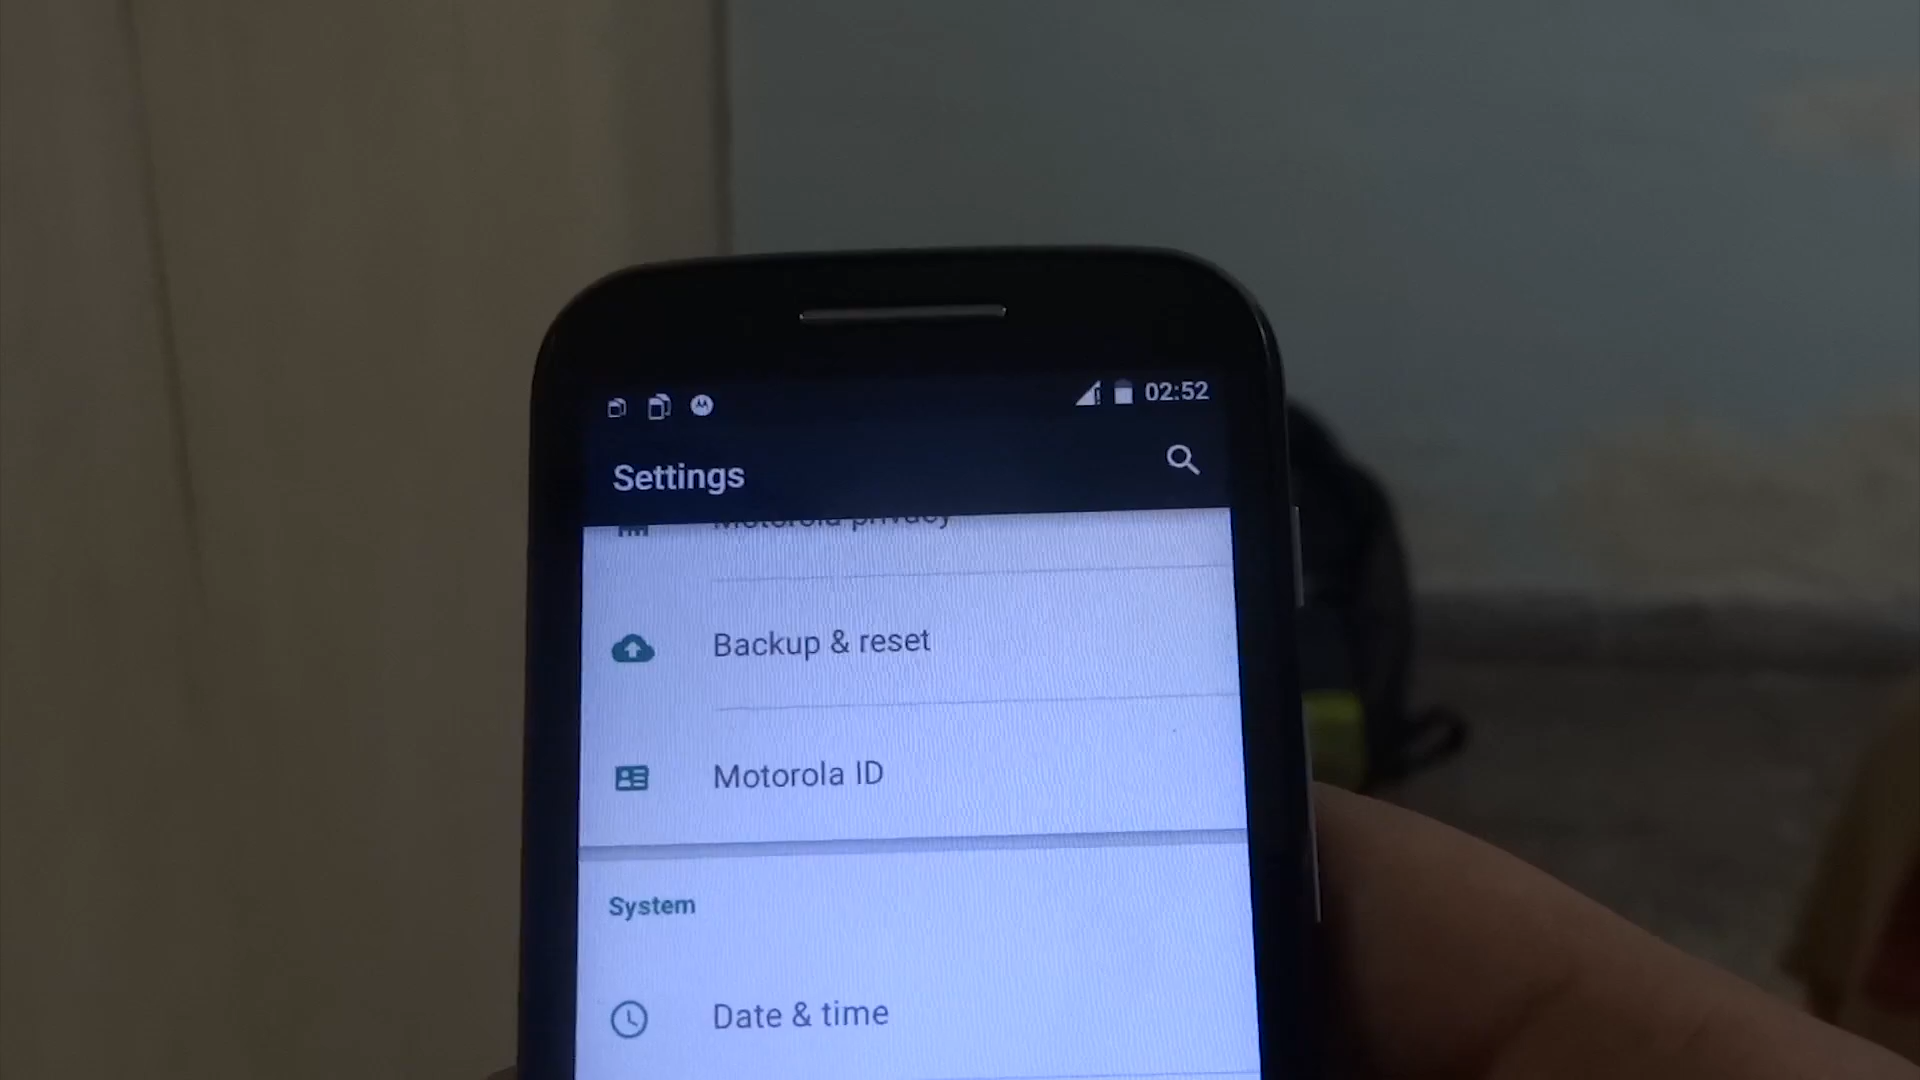 02:52
Settings
Motorola privacy
Backup & reset
Motorola ID
System
Date & time